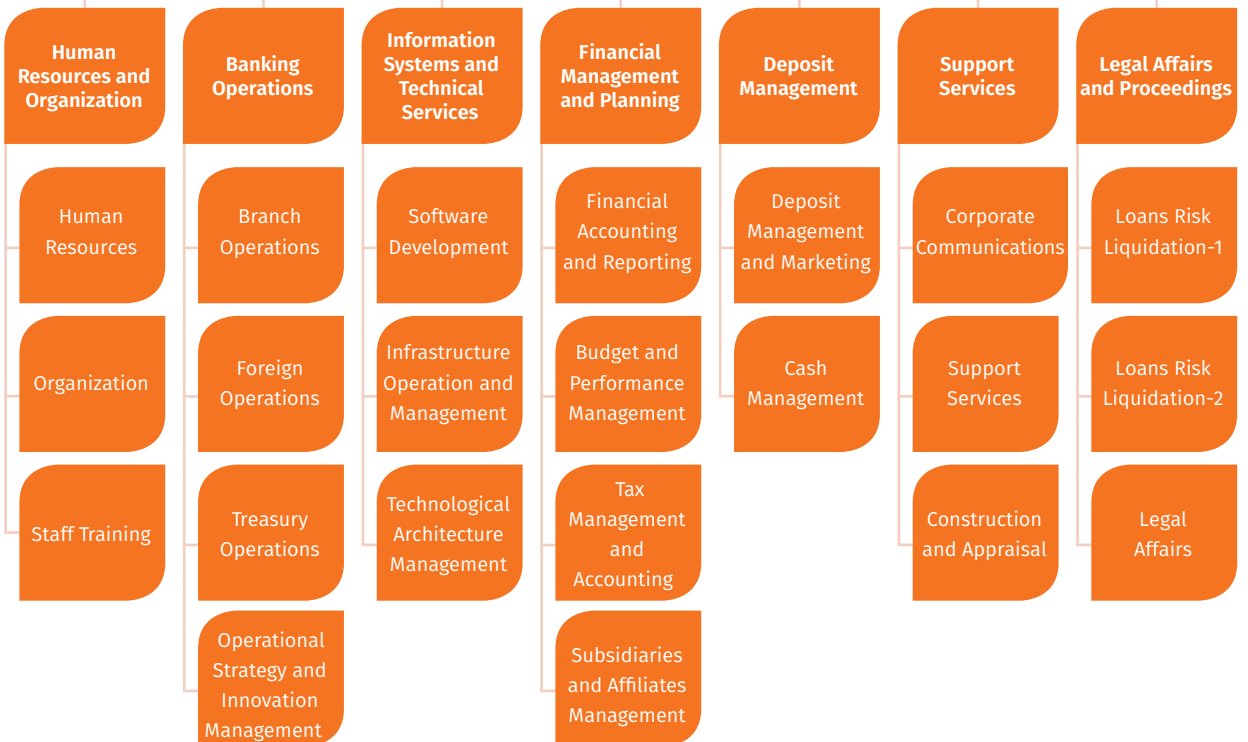 Human
Resources and
Organization
Human
Resources
Organization
Staff Training
Banking
Operations
Branch
Operations
Foreign
Operations
Treasury
Operations
Operational
Strategy and
Innovation
Management
Information
Systems and
Technical
Services
Software
Development
Infrastructure
Operation and
Management
Technological
Architecture
Management
Financial
Management
and Planning
Financial
Accounting
and Reporting
Budget and
Performance
Management
Tax
Management
and
Accounting
Subsidiaries
and Affiliates
Management
Deposit
Management
Deposit
Management
and Marketing
Cash
Management
Support
Services
Corporate
Communications
Support
Services
Construction
and Appraisal
Legal Affairs
and Proceedings
Loans Risk
Liquidation-1
Loans Risk
Liquidation-2
Legal
Affairs